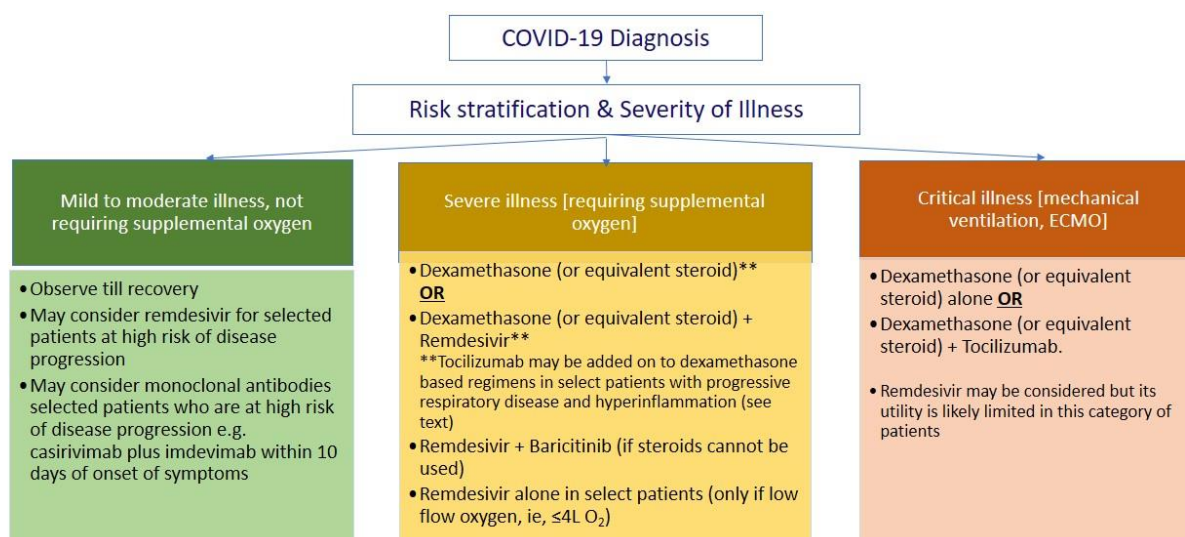 COVID-19 Diagnosis
Risk stratification & Severity of Illness
Mild to moderate illness, not
requiring supplemental oxygen
•Observe till recovery
•May consider remdesivir for selected
patients at high risk of disease
progression
•May consider monoclonal antibodies
selected patients who are at high risk
of disease progression e.g.
casirivimab plus imdevimab within 10
days of onset of symptoms
Severe illness [requiring supplemental
oxygen]
•Dexamethasone (or equivalent steroid)**
OR
•Dexamethasone (or equivalent steroid) +
Remdesivir**
**Tocilizumab may be added on to dexamethasone
based regimens in select patients with progressive
respiratory disease and hyperinflammation (see
text)
•Remdesivir + Baricitinib (if steroids cannot be
used)
•Remdesivir alone in select patients (only if low
flow oxygen, ie, ≤4L O₂)
Critical illness [mechanical
ventilation, ECMO]
•Dexamethasone (or equivalent
steroid) alone OR
•Dexamethasone (or equivalent
steroid) + Tocilizumab.
•Remdesivir may be considered but its
utility is likely limited in this category of
patients